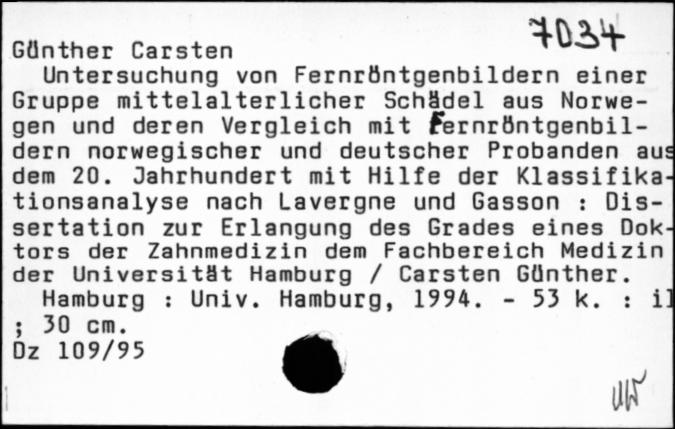 7034
Günther Carsten
Untersuchung von Fernröntgenbildern einer
Gruppe mittelalterlicher Schädel aus Norwe-
gen und deren Vergleich mit Fernröntgenbil-
dern norwegischer und deutscher Probanden aus
dem 20. Jahrhundert mit Hilfe der Klassifika-
tionsanalyse nach Lavergne und Gasson : Dis-
sertation zur Erlangung des Grades eines Dok-
tors der Zahnmedizin dem Fachbereich Medizin
der Universität Hamburg / Carsten Günther.
Hamburg : Univ. Hamburg, 1994. - 53 k. : il
; 30 cm.
Dz 109/95